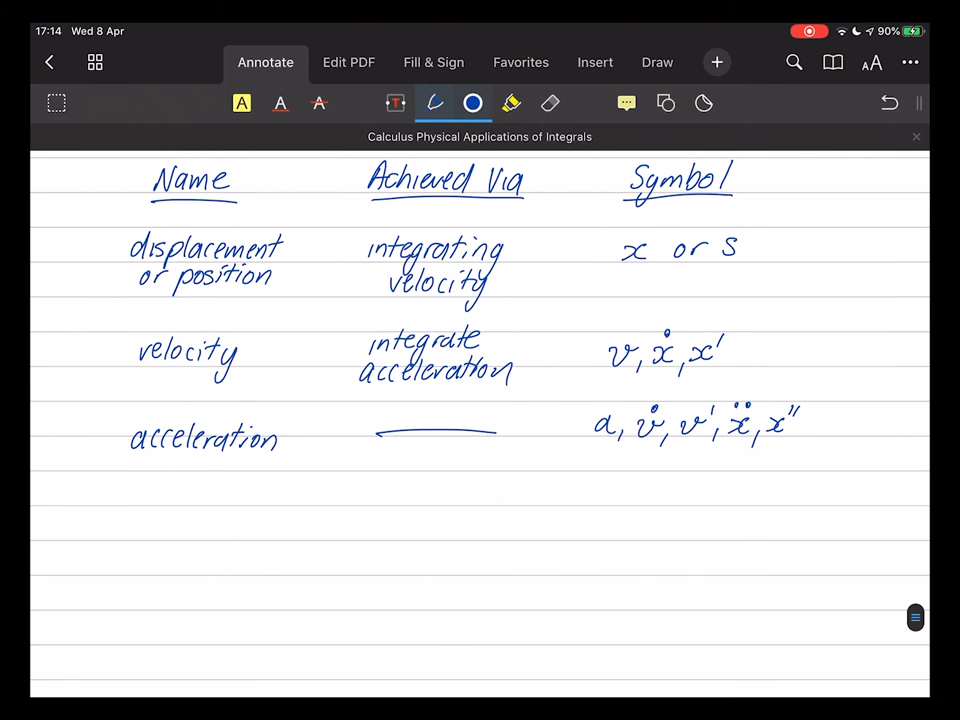 17:14 Wed 8 Apr 90%
Annotate Edit PDF Fill & Sign Favorites Insert Draw
Calculus Physical Applications of Integrals
Name Achieved Via Symbol
displacement integrating x or s
or position velocity
velocity integrate v, ẋ, x'
acceleration
acceleration a, v̇, v', ẍ, x''